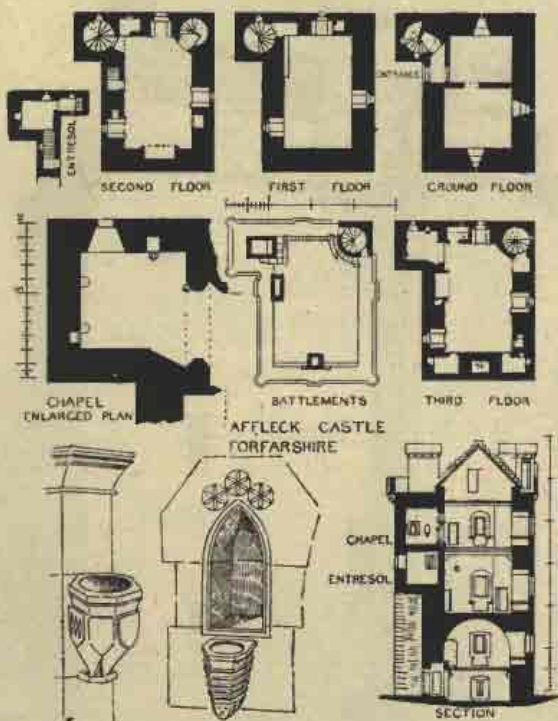 ENTRESOL
SECOND FLOOR
FIRST FLOOR
ENTRANCE
GROUND FLOOR
CHAPEL
ENLARGED PLAN
BATTLEMENTS
THIRD FLOOR
AFFLECK CASTLE
FORFARSHIRE
CHAPEL
ENTRESOL
SECTION